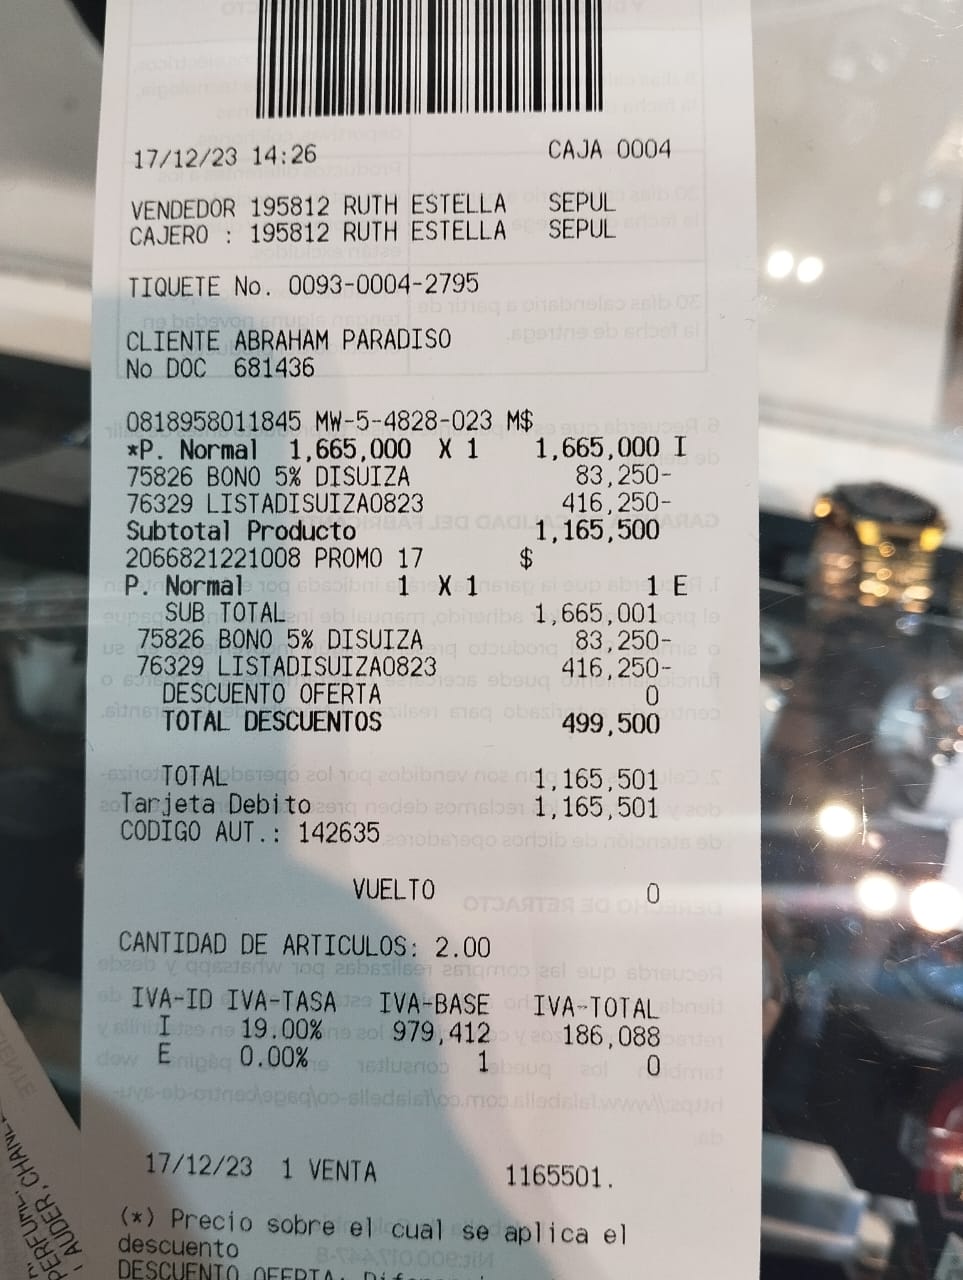 17/12/23 14:26 CAJA 0004
VENDEDOR 195812 RUTH ESTELLA SEPUL
CAJERO : 195812 RUTH ESTELLA SEPUL
TIQUETE No. 0093-0004-2795
CLIENTE ABRAHAM PARADISO
No DOC 681436
0818958011845 MW-5-4828-023 M$
*P. Normal 1,665,000 X 1 1,665,000 I
75826 BONO 5% DISUIZA 83,250-
76329 LISTADISUIZA0823 416,250-
Subtotal Producto 1,165,500
2066821221008 PROMO 17 $
P. Normal 1 X 1 1 E
SUB TOTAL 1,665,001
75826 BONO 5% DISUIZA 83,250-
76329 LISTADISUIZA0823 416,250-
DESCUENTO OFERTA 0
TOTAL DESCUENTOS 499,500
TOTAL 1,165,501
Tarjeta Debito 1,165,501
CODIGO AUT.: 142635
VUELTO 0
CANTIDAD DE ARTICULOS: 2.00
IVA-ID IVA-TASA IVA-BASE IVA-TOTAL
I 19.00% 979,412 186,088
E 0.00% 1 0
17/12/23 1 VENTA 1165501.
(*) Precio sobre el cual se aplica el
descuento
DESCUENTO OFERTA: